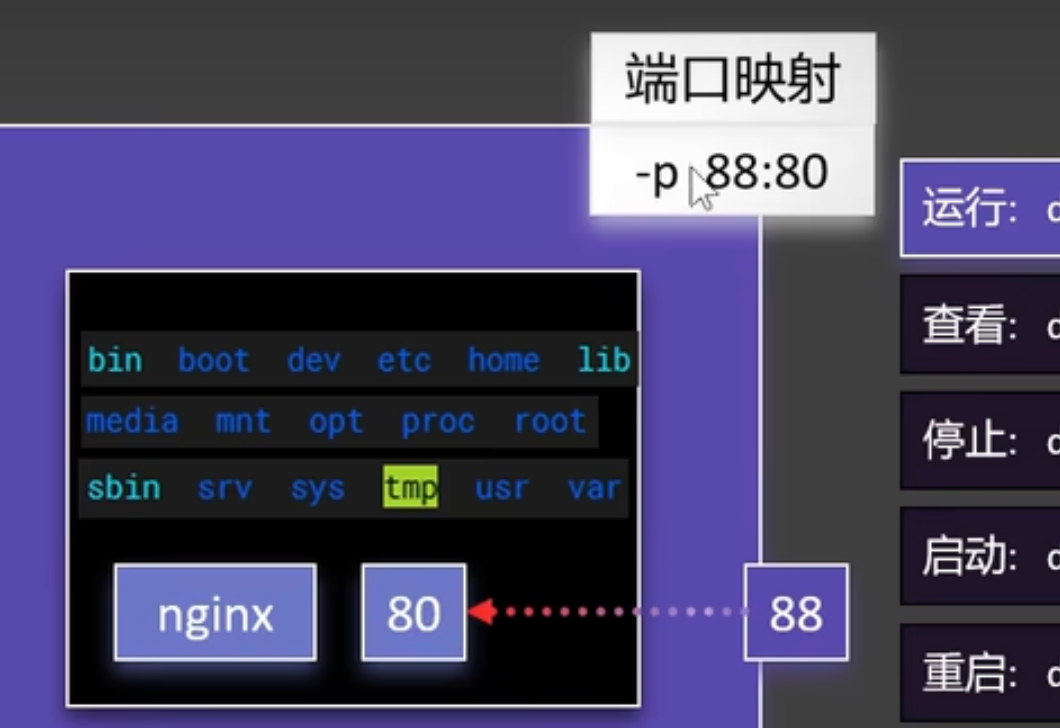 端口映射
-p 88:80
bin boot dev etc home lib
media mnt opt proc root
sbin srv sys tmp usr var
nginx 80 88
运行:
查看:
停止:
启动:
重启: